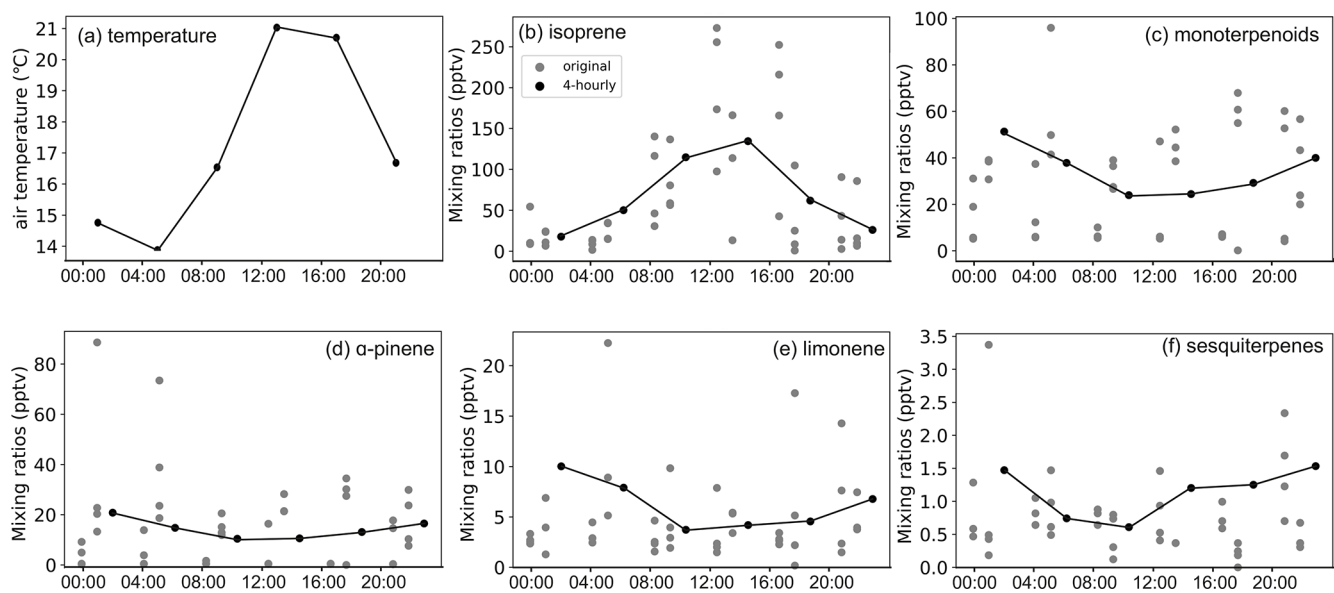 (a) temperature
air temperature (°C)
21
20
19
18
17
16
15
14
00:00 04:00 08:00 12:00 16:00 20:00
(b) isoprene
original
4-hourly
Mixing ratios (pptv)
250
200
150
100
50
0
00:00 04:00 08:00 12:00 16:00 20:00
(c) monoterpenoids
Mixing ratios (pptv)
100
80
60
40
20
0
00:00 04:00 08:00 12:00 16:00 20:00
(d) α-pinene
Mixing ratios (pptv)
80
60
40
20
0
00:00 04:00 08:00 12:00 16:00 20:00
(e) limonene
Mixing ratios (pptv)
20
15
10
5
0
00:00 04:00 08:00 12:00 16:00 20:00
(f) sesquiterpenes
Mixing ratios (pptv)
3.5
3.0
2.5
2.0
1.5
1.0
0.5
0.0
00:00 04:00 08:00 12:00 16:00 20:00